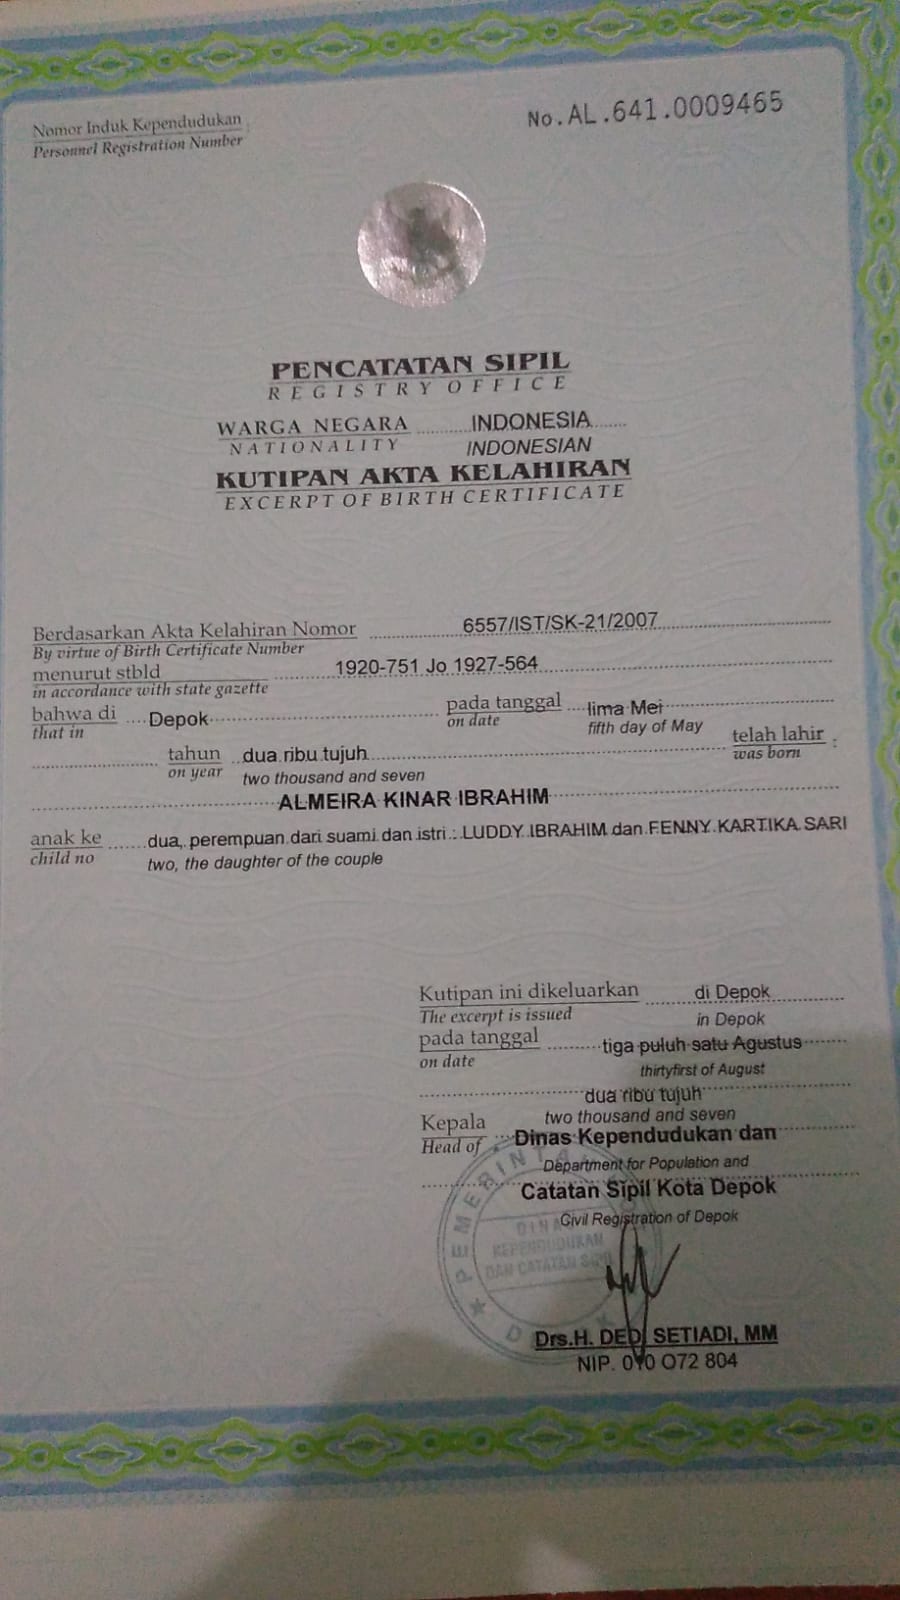 No.AL.641.0009465
Nomor Induk Kependudukan
Personnel Registration Number
PENCATATAN SIPIL
REGISTRY OFFICE
WARGA NEGARA ..........INDONESIA......
NATIONALITY INDONESIAN
KUTIPAN AKTA KELAHIRAN
EXCERPT OF BIRTH CERTIFICATE
Berdasarkan Akta Kelahiran Nomor 6557/IST/SK-21/2007
By virtue of Birth Certificate Number
menurut stbld 1920-751 Jo 1927-564
in accordance with state gazette
bahwa di Depok pada tanggal lima Mei
that in on date fifth day of May
tahun dua ribu tujuh telah lahir :
on year two thousand and seven was born
ALMEIRA KINAR IBRAHIM
anak ke dua, perempuan dari suami dan istri : LUDDY IBRAHIM dan FENNY KARTIKA SARI
child no two, the daughter of the couple
Kutipan ini dikeluarkan di Depok
The excerpt is issued in Depok
pada tanggal tiga puluh satu Agustus
on date thirtyfirst of August
dua ribu tujuh
Kepala two thousand and seven
Head of Dinas Kependudukan dan
Department for Population and
Catatan Sipil Kota Depok
Civil Registration of Depok
PEMERINTA
DINA
KEPENDUDUKAN
DAN CATATAN SIPIL
Drs.H. DEDI SETIADI, MM
NIP. 010 O72 804